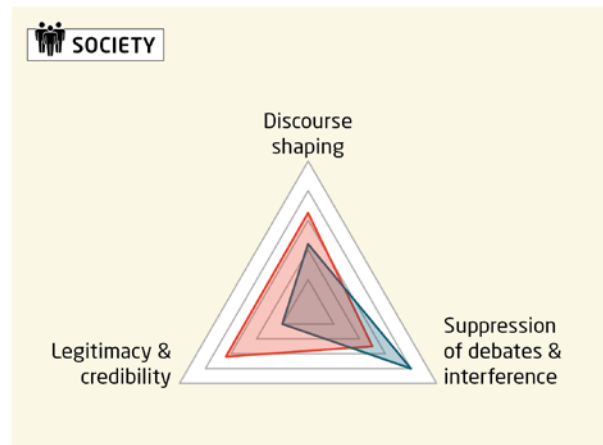 SOCIETY
Discourse
shaping
Legitimacy &
credibility
Suppression
of debates &
interference